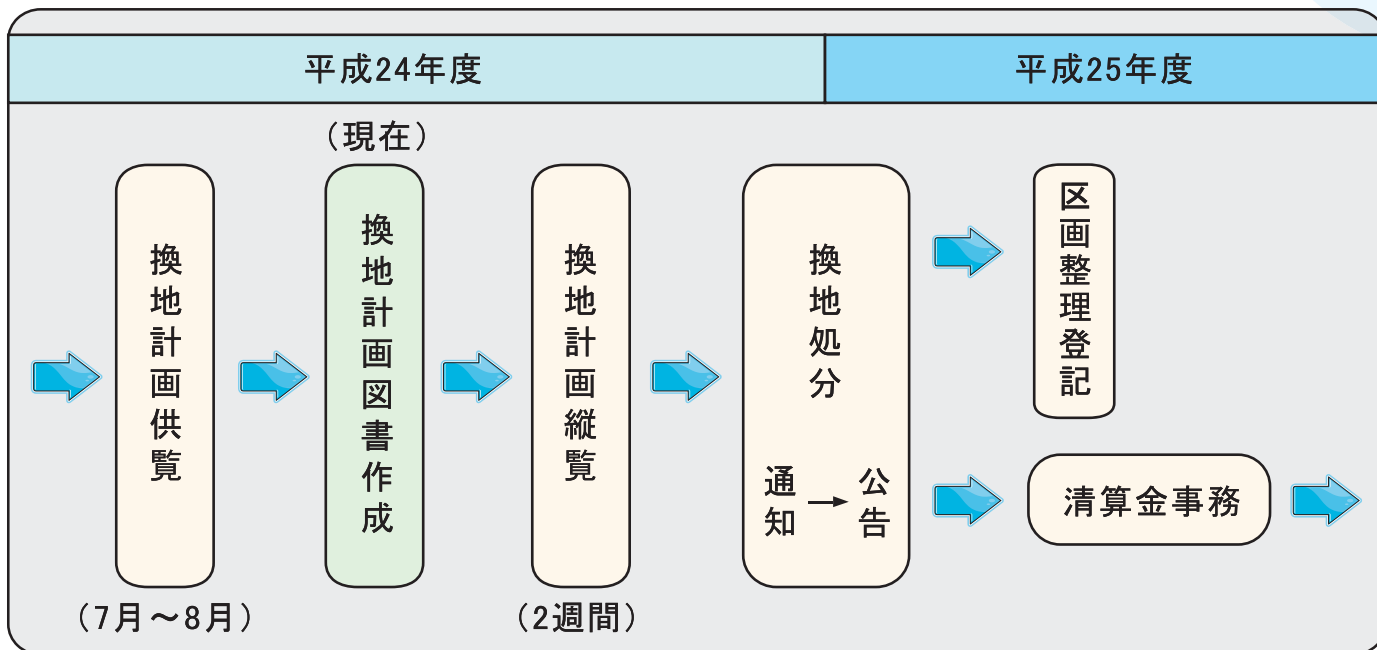 平成24年度
平成25年度
(現在)
換地計画供覧
(7月～8月)
換地計画図書作成
換地計画縦覧
(2週間)
換地処分
通知→公告
区画整理登記
清算金事務